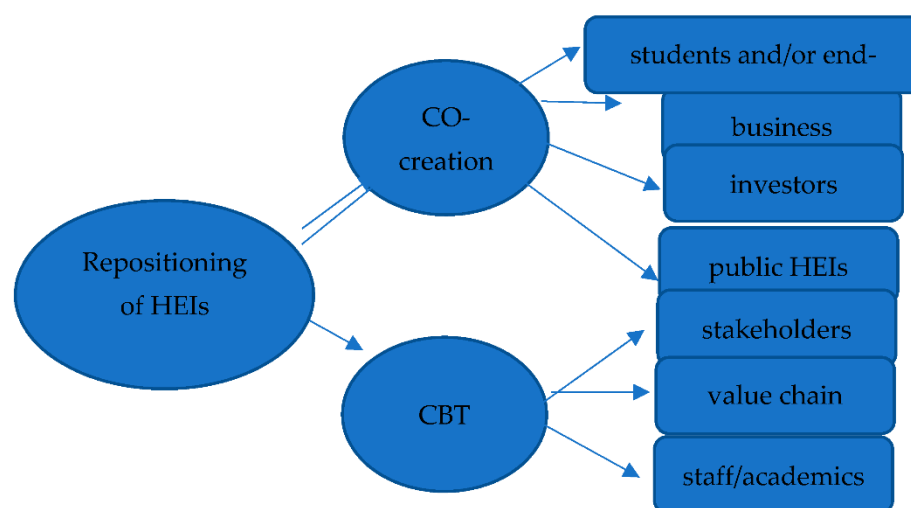 students and/or end-
CO-
creation
business
investors
Repositioning
of HEIs
public HEIs
stakeholders
CBT
value chain
staff/academics